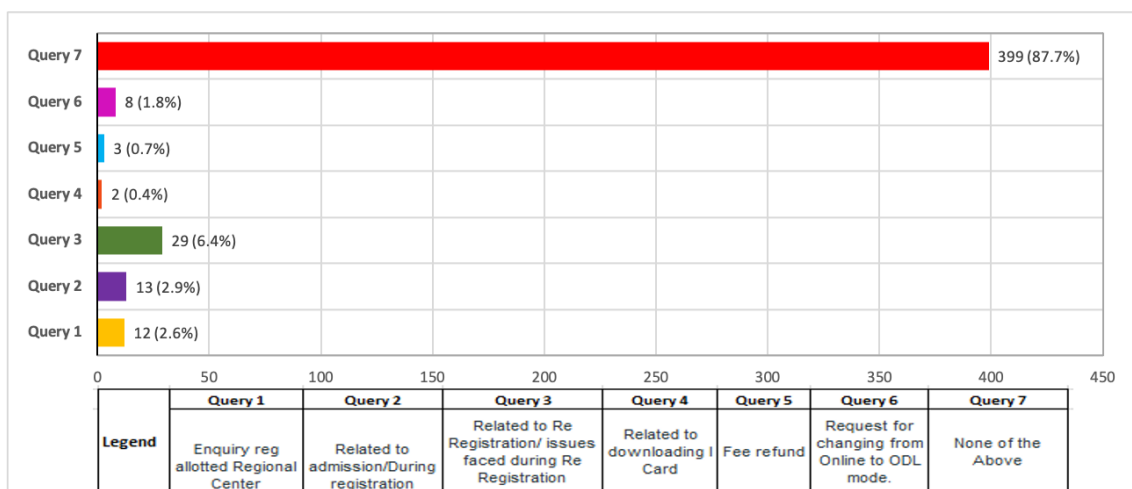 Query 7
399 (87.7%)
Query 6
8 (1.8%)
Query 5
3 (0.7%)
Query 4
2 (0.4%)
Query 3
29 (6.4%)
Query 2
13 (2.9%)
Query 1
12 (2.6%)
0 50 100 150 200 250 300 350 400 450
Legend
Query 1
Enquiry reg
allotted Regional
Center
Query 2
Related to
admission/During
registration
Query 3
Related to Re
Registration/ issues
faced during Re
Registration
Query 4
Related to
downloading I
Card
Query 5
Fee refund
Query 6
Request for
changing from
Online to ODL
mode.
Query 7
None of the
Above